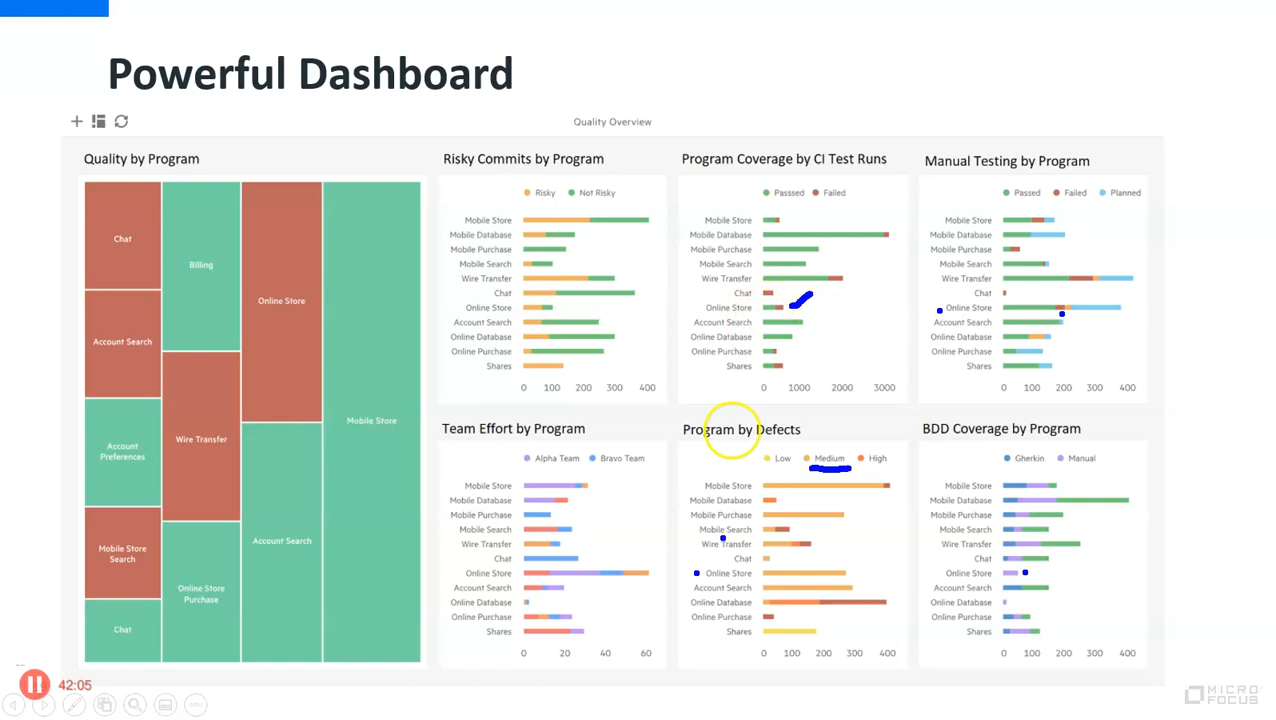 Powerful Dashboard
Quality Overview
Quality by Program
Chat
Account Search
Account
Preferences
Mobile Store
Search
Chat
Billing
Wire Transfer
Online Store
Purchase
Online Store
Account Search
Mobile Store
Risky Commits by Program
Risky Not Risky
Mobile Store
Mobile Database
Mobile Purchase
Mobile Search
Wire Transfer
Chat
Online Store
Account Search
Online Database
Online Purchase
Shares
0 100 200 300 400
Program Coverage by CI Test Runs
Passsed Failed
Mobile Store
Mobile Database
Mobile Purchase
Mobile Search
Wire Transfer
Chat
Online Store
Account Search
Online Database
Online Purchase
Shares
0 1000 2000 3000
Manual Testing by Program
Passed Failed Planned
Mobile Store
Mobile Database
Mobile Purchase
Mobile Search
Wire Transfer
Chat
Online Store
Account Search
Online Database
Online Purchase
Shares
0 100 200 300 400
Team Effort by Program
Alpha Team Bravo Team
Mobile Store
Mobile Database
Mobile Purchase
Mobile Search
Wire Transfer
Chat
Online Store
Account Search
Online Database
Online Purchase
Shares
0 20 40 60
Program by Defects
Low Medium High
Mobile Store
Mobile Database
Mobile Purchase
Mobile Search
Wire Transfer
Chat
Online Store
Account Search
Online Database
Online Purchase
Shares
0 100 200 300 400
BDD Coverage by Program
Gherkin Manual
Mobile Store
Mobile Database
Mobile Purchase
Mobile Search
Wire Transfer
Chat
Online Store
Account Search
Online Database
Online Purchase
Shares
0 100 200 300 400
42:05
MICRO
FOCUS